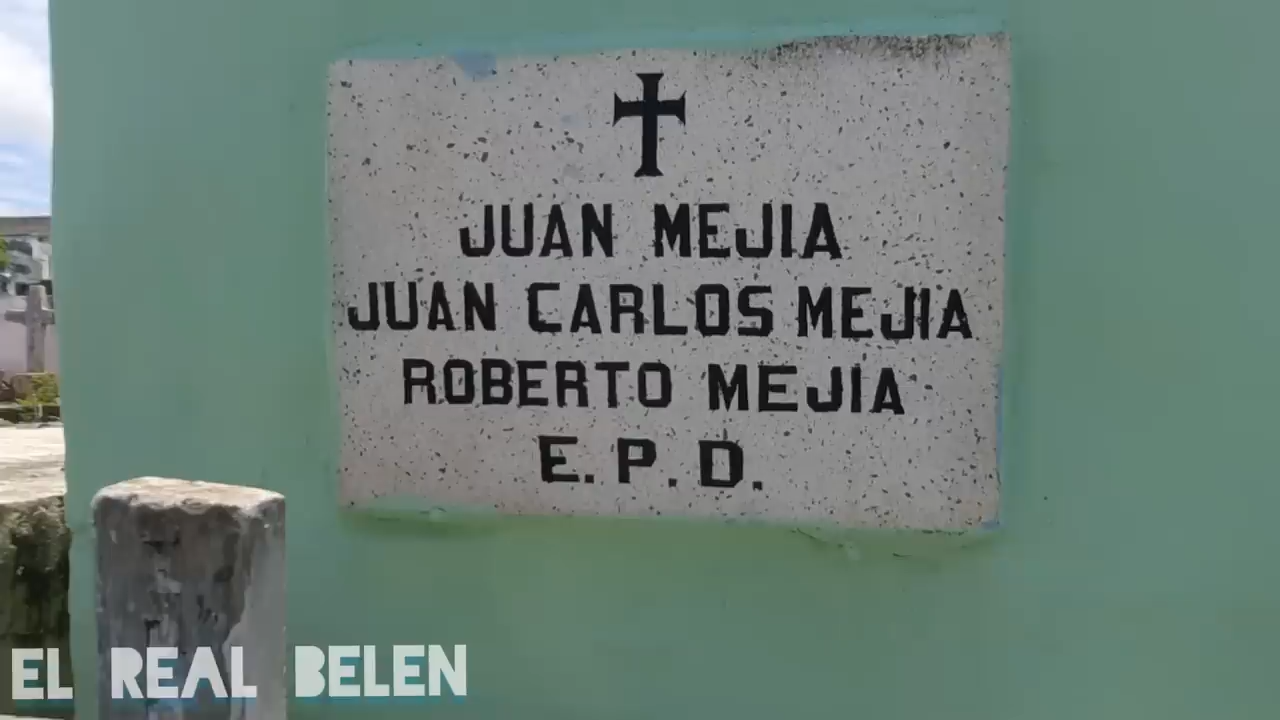 JUAN MEJIA
JUAN CARLOS MEJIA
ROBERTO MEJIA
E.P.D.
EL REAL BELEN